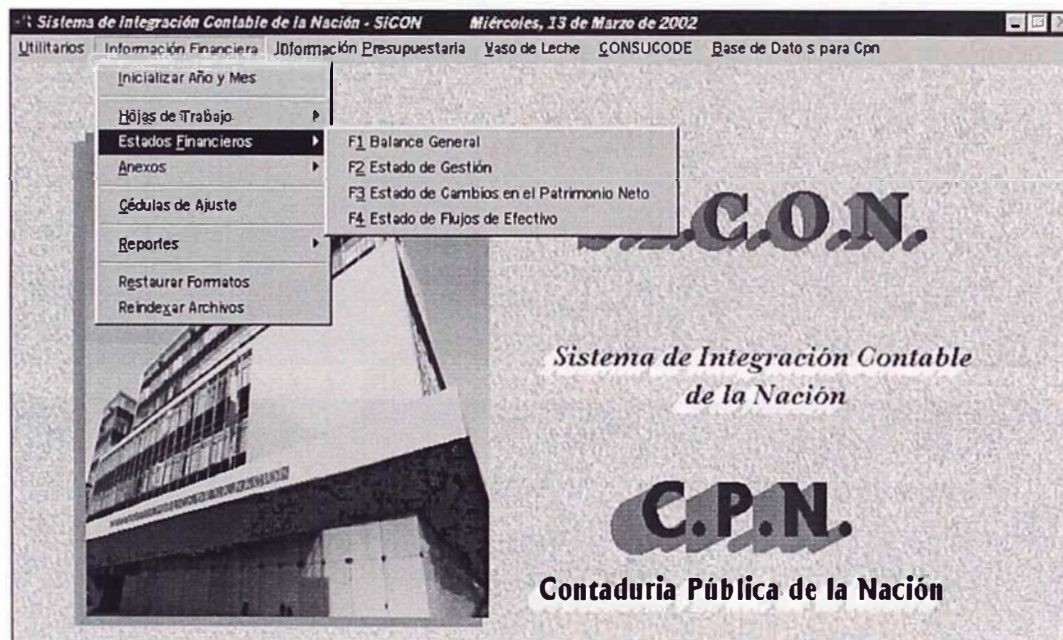 Sistema de Integración Contable de la Nación - SICON Miércoles, 13 de Marzo de 2002
Utilitarios Información Financiera Información Presupuestaria Vaso de Leche CONSUCODE Base de Dato s para Cpn
Inicializar Año y Mes
Hojas de Trabajo
Estados Financieros
Anexos
Cédulas de Ajuste
Reportes
Restaurar Formatos
Reindexar Archivos
F1 Balance General
F2 Estado de Gestión
F3 Estado de Cambios en el Patrimonio Neto
F4 Estado de Flujos de Efectivo
.C.O.N.
Sistema de Integración Contable
de la Nación
C.P.N.
Contaduria Pública de la Nación